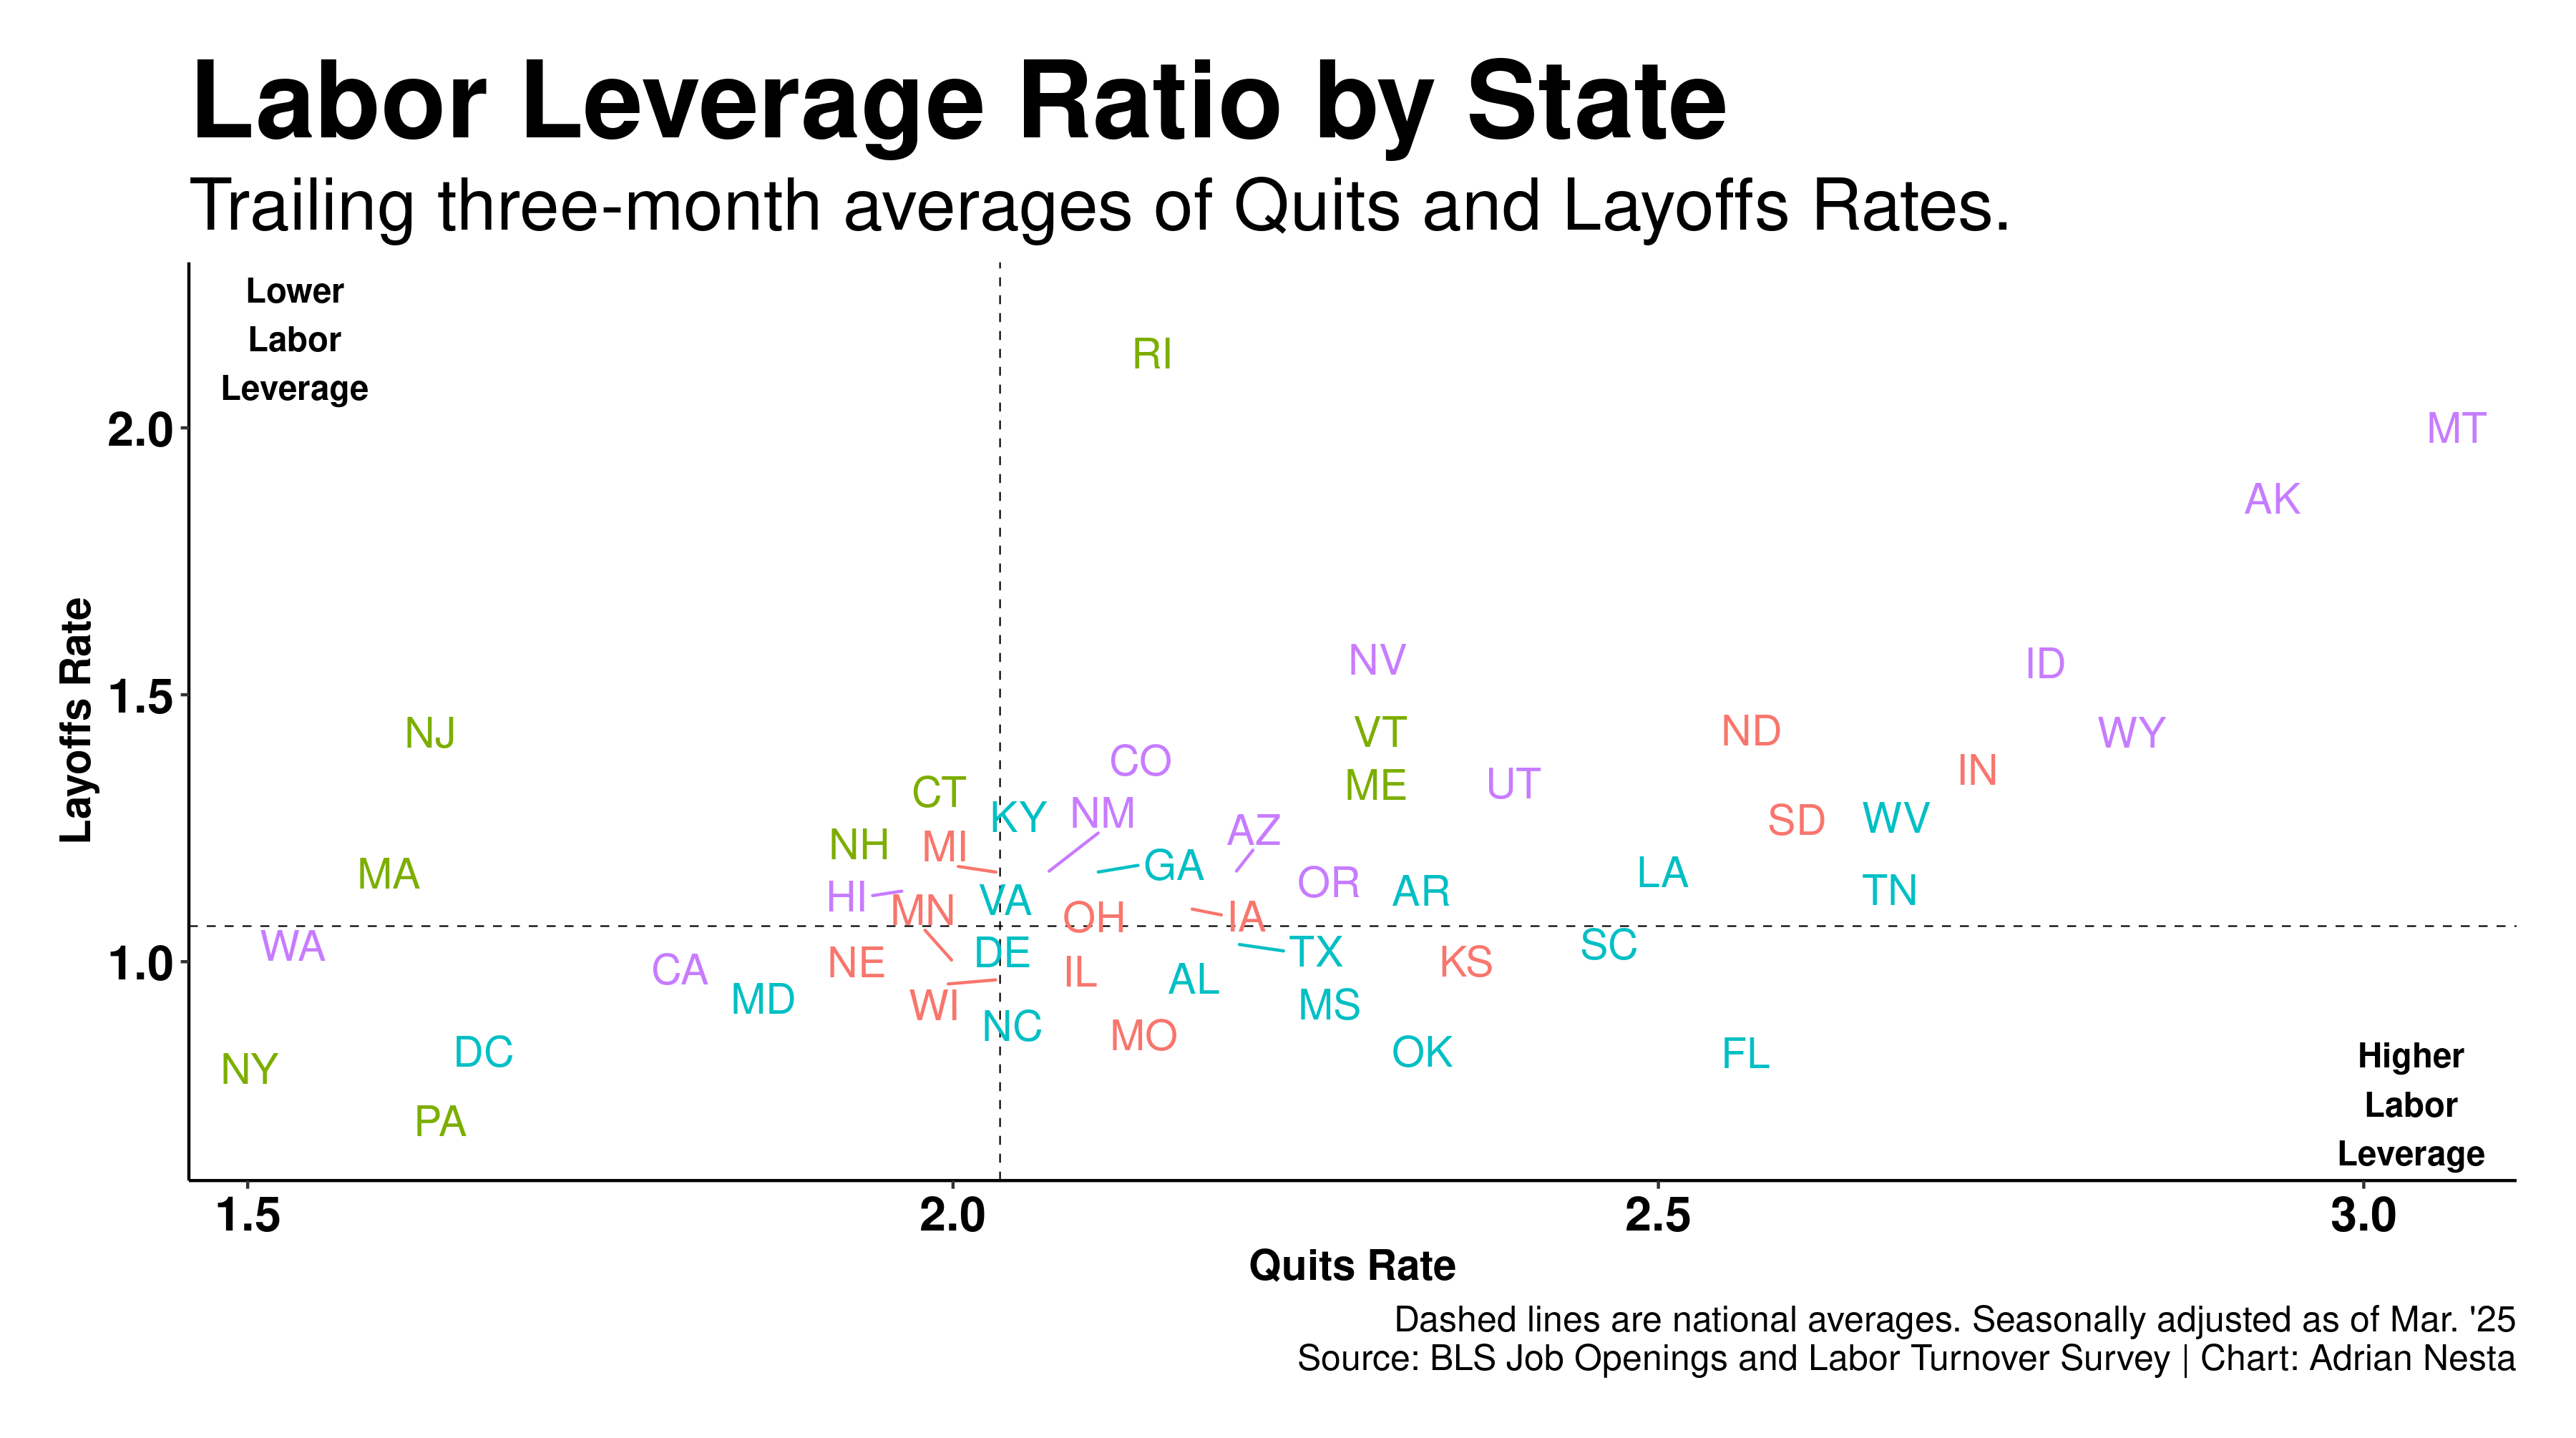 Labor Leverage Ratio by State
Trailing three-month averages of Quits and Layoffs Rates.
Lower
Labor
Leverage
RI
2.0
MT
AK
NV
ID
1.5
NJ
VT
ND
WY
CO
IN
CT
ME
UT
KY
NM
SD
WV
NH
MI
AZ
MA
GA
LA
HI
OR
AR
TN
MN
VA
OH
IA
WA
DE
TX
SC
1.0
CA
NE
IL
AL
KS
MD
WI
MS
NC
MO
NY
DC
OK
FL
PA
Higher
Labor
Leverage
Layoffs Rate
1.5
2.0
2.5
3.0
Quits Rate
Dashed lines are national averages. Seasonally adjusted as of Mar. '25
Source: BLS Job Openings and Labor Turnover Survey | Chart: Adrian Nesta